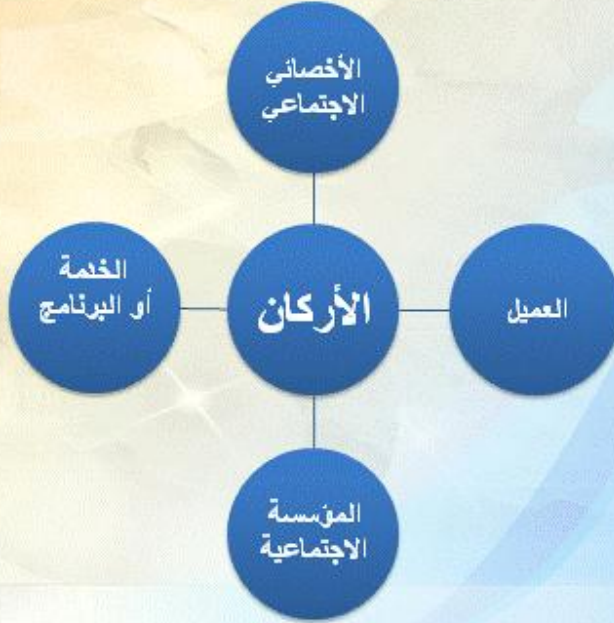 الأخصائي
الاجتماعي
العميل
الأركان
الخدمة
أو البرنامج
المؤسسة
الاجتماعية